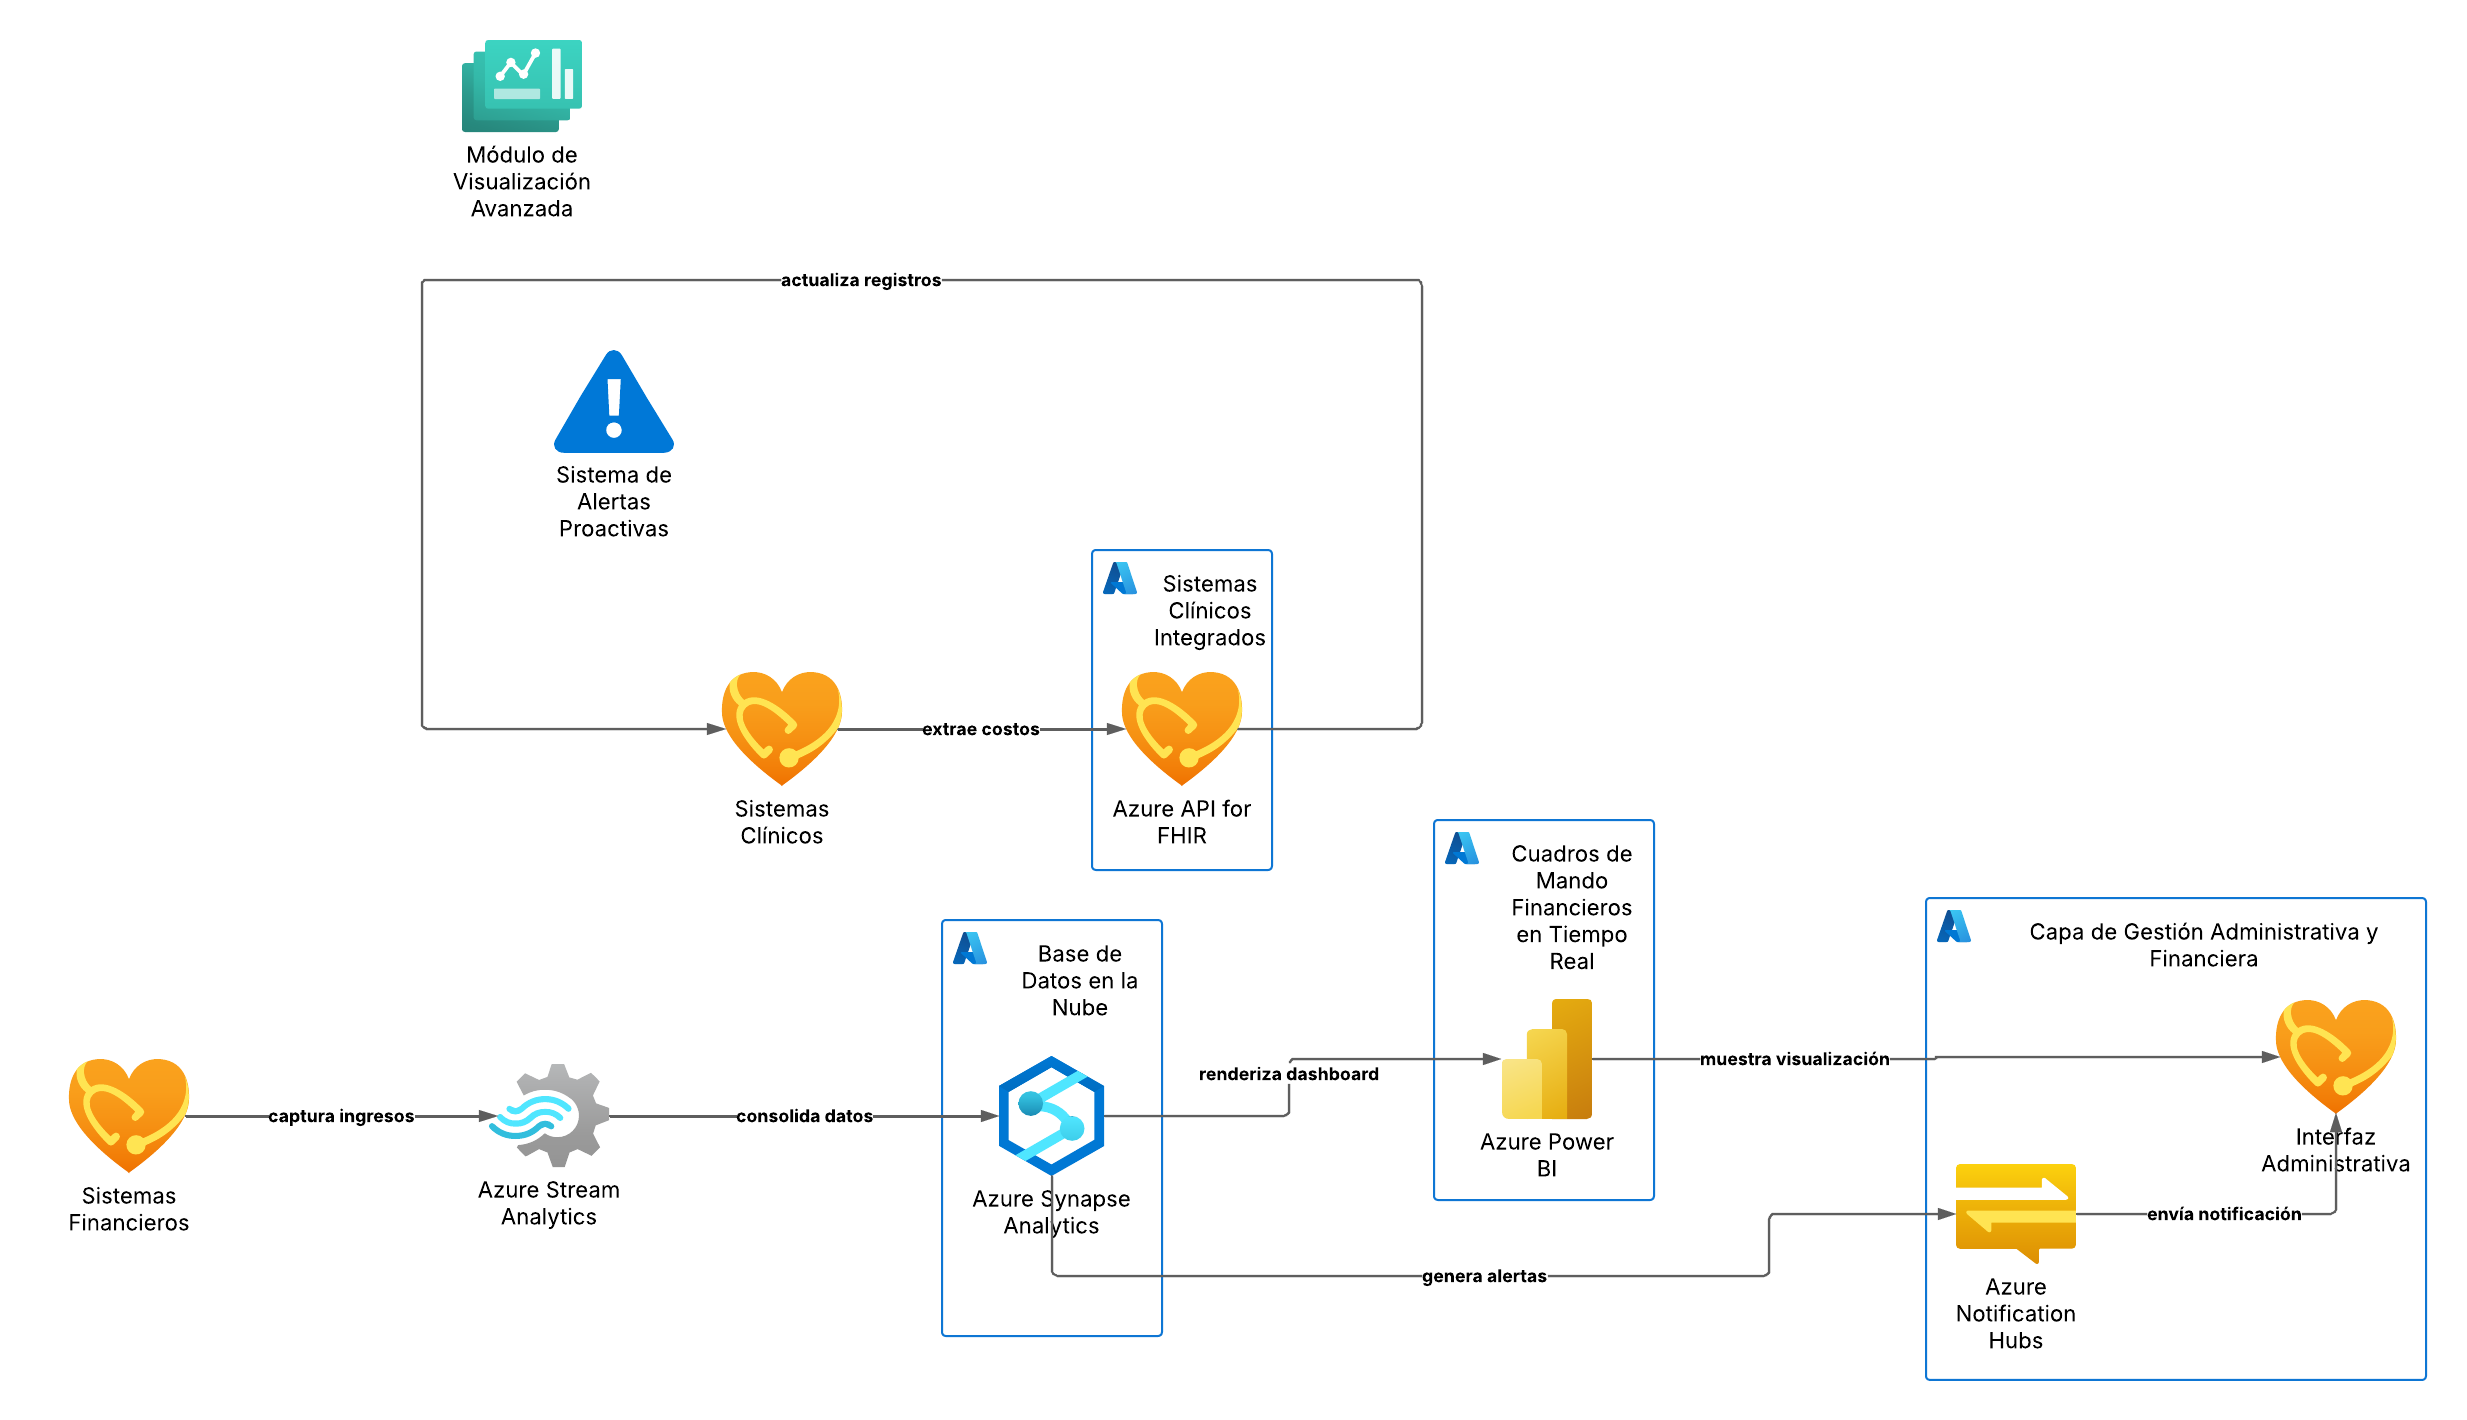 Módulo de
Visualización
Avanzada
actualiza registros
Sistema de
Alertas
Proactivas
Sistemas
Clínicos
Integrados
extrae costos
Sistemas
Clínicos
Azure API for
FHIR
Cuadros de
Mando
Financieros
en Tiempo
Real
Capa de Gestión Administrativa y
Financiera
Base de
Datos en la
Nube
renderiza dashboard
muestra visualización
captura ingresos
consolida datos
Azure Power
BI
Interfaz
Administrativa
Sistemas
Financieros
Azure Stream
Analytics
Azure Synapse
Analytics
envía notificación
genera alertas
Azure
Notification
Hubs